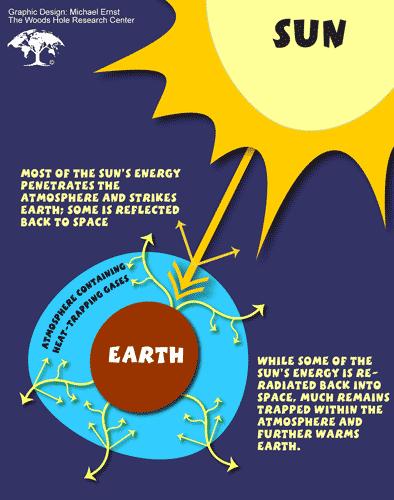 Graphic Design: Michael Ernst
The Woods Hole Research Center
SUN
MOST OF THE SUN'S ENERGY
PENETRATES THE
ATMOSPHERE AND STRIKES
EARTH; SOME IS REFLECTED
BACK TO SPACE
ATMOSPHERE CONTAINING
HEAT-TRAPPING GASES
EARTH
WHILE SOME OF THE
SUN'S ENERGY IS RE-
RADIATED BACK INTO
SPACE, MUCH REMAINS
TRAPPED WITHIN THE
ATMOSPHERE AND
FURTHER WARMS
EARTH.